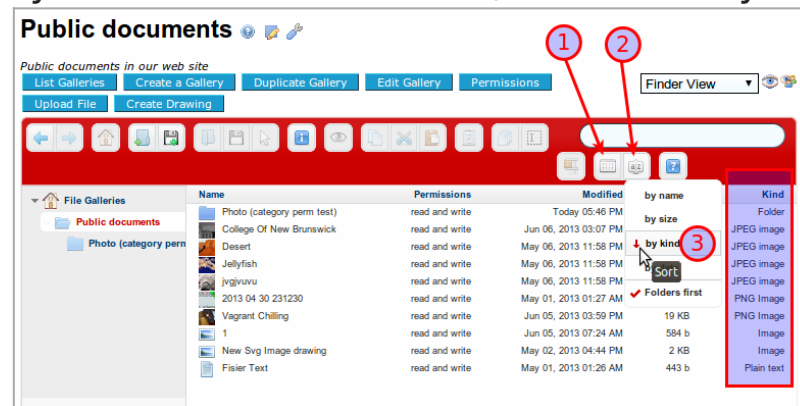 Public documents
1
2
Public documents in our web site
List Galleries Create a Gallery Duplicate Gallery Edit Gallery Permissions
Finder View
Upload File Create Drawing
File Galleries
Public documents
Photo (category perm
Name Permissions Modified Kind
Photo (category perm test) read and write Today 05:46 PM Folder
College Of New Brunswick read and write Jun 06, 2013 03:07 PM JPEG image
Desert read and write May 06, 2013 11:58 PM JPEG image
Jellyfish read and write May 06, 2013 11:58 PM JPEG image
jvgjvuvu read and write May 06, 2013 11:58 PM JPEG image
2013 04 30 231230 read and write May 01, 2013 01:27 AM PNG Image
Vagrant Chilling read and write Jun 05, 2013 03:59 PM 19 KB PNG Image
1 read and write Jun 05, 2013 07:24 AM 584 b Image
New Svg Image drawing read and write May 02, 2013 04:44 PM 2 KB Image
Fisier Text read and write May 01, 2013 01:26 AM 443 b Plain text
by name
by size
by kind
3
Sort
Folders first